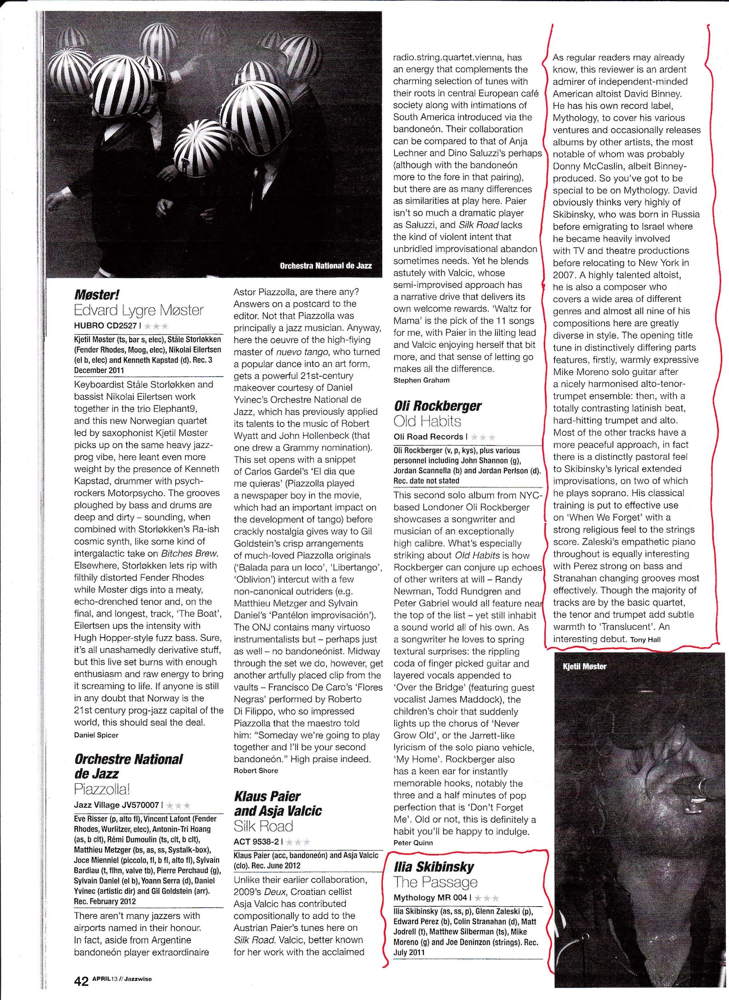 Orchestra National de Jazz
Møster!
Edvard Lygre Møster
HUBRO CD2527 I ★★★
Kjetil Møster (ts, bar s, elec), Ståle Storløkken
(Fender Rhodes, Moog, elec), Nikolai Eilertsen
(el b, elec) and Kenneth Kapstad (d). Rec. 3
December 2011
Keyboardist Ståle Storløkken and
bassist Nikolai Eilertsen work
together in the trio Elephant9,
and this new Norwegian quartet
led by saxophonist Kjetil Møster
picks up on the same heavy jazz-
prog vibe, here leant even more
weight by the presence of Kenneth
Kapstad, drummer with psych-
rockers Motorpsycho. The grooves
ploughed by bass and drums are
deep and dirty – sounding, when
combined with Storløkken's Ra-ish
cosmic synth, like some kind of
intergalactic take on Bitches Brew.
Elsewhere, Storløkken lets rip with
filthily distorted Fender Rhodes
while Møster digs into a meaty,
echo-drenched tenor and, on the
final, and longest, track, 'The Boat',
Eilertsen ups the intensity with
Hugh Hopper-style fuzz bass. Sure,
it's all unashamedly derivative stuff,
but this live set burns with enough
enthusiasm and raw energy to bring
it screaming to life. If anyone is still
in any doubt that Norway is the
21st century prog-jazz capital of the
world, this should seal the deal.
Daniel Spicer
Orchestre National
de Jazz
Piazzolla!
Jazz Village JV570007 I ★★★
Eve Risser (p, alto fl), Vincent Lafont (Fender
Rhodes, Wurlitzer, elec), Antonin-Tri Hoang
(as, b clt), Rémi Dumoulin (ts, clt, b clt),
Matthieu Metzger (bs, as, ss, Systalk-box),
Joce Mienniel (piccolo, fl, b fl, alto fl), Sylvain
Bardiau (t, flhn, valve tb), Pierre Perchaud (g),
Sylvain Daniel (el b), Yoann Serra (d), Daniel
Yvinec (artistic dir) and Gil Goldstein (arr).
Rec. February 2012
There aren't many jazzers with
airports named in their honour.
In fact, aside from Argentine
bandoneón player extraordinaire
Astor Piazzolla, are there any?
Answers on a postcard to the
editor. Not that Piazzolla was
principally a jazz musician. Anyway,
here the oeuvre of the high-flying
master of nuevo tango, who turned
a popular dance into an art form,
gets a powerful 21st-century
makeover courtesy of Daniel
Yvinec's Orchestre National de
Jazz, which has previously applied
its talents to the music of Robert
Wyatt and John Hollenbeck (that
one drew a Grammy nomination).
This set opens with a snippet
of Carlos Gardel's 'El dia que
me quieras' (Piazzolla played
a newspaper boy in the movie,
which had an important impact on
the development of tango) before
crackly nostalgia gives way to Gil
Goldstein's crisp arrangements
of much-loved Piazzolla originals
('Balada para un loco', 'Libertango',
'Oblivion') intercut with a few
non-canonical outriders (e.g.
Matthieu Metzger and Sylvain
Daniel's 'Pantélon improvisación').
The ONJ contains many virtuoso
instrumentalists but – perhaps just
as well – no bandoneónist. Midway
through the set we do, however, get
another artfully placed clip from the
vaults – Francisco De Caro's 'Flores
Negras' performed by Roberto
Di Filippo, who so impressed
Piazzolla that the maestro told
him: "Someday we're going to play
together and I'll be your second
bandoneón." High praise indeed.
Robert Shore
Klaus Paier
and Asja Valcic
Silk Road
ACT 9538-2 I ★★★
Klaus Paier (acc, bandoneón) and Asja Valcic
(clo). Rec. June 2012
Unlike their earlier collaboration,
2009's Deux, Croatian cellist
Asja Valcic has contributed
compositionally to add to the
Austrian Paier's tunes here on
Silk Road. Valcic, better known
for her work with the acclaimed
radio.string.quartet.vienna, has
an energy that complements the
charming selection of tunes with
their roots in central European café
society along with intimations of
South America introduced via the
bandoneón. Their collaboration
can be compared to that of Anja
Lechner and Dino Saluzzi's perhaps
(although with the bandoneón
more to the fore in that pairing),
but there are as many differences
as similarities at play here. Paier
isn't so much a dramatic player
as Saluzzi, and Silk Road lacks
the kind of violent intent that
unbridled improvisational abandon
sometimes needs. Yet he blends
astutely with Valcic, whose
semi-improvised approach has
a narrative drive that delivers its
own welcome rewards. 'Waltz for
Mama' is the pick of the 11 songs
for me, with Paier in the lilting lead
and Valcic enjoying herself that bit
more, and that sense of letting go
makes all the difference.
Stephen Graham
Oli Rockberger
Old Habits
Oli Road Records I ★★★
Oli Rockberger (v, p, kys), plus various
personnel including John Shannon (g),
Jordan Scannella (b) and Jordan Perlson (d).
Rec. date not stated
This second solo album from NYC-
based Londoner Oli Rockberger
showcases a songwriter and
musician of an exceptionally
high calibre. What's especially
striking about Old Habits is how
Rockberger can conjure up echoes
of other writers at will – Randy
Newman, Todd Rundgren and
Peter Gabriel would all feature near
the top of the list – yet still inhabit
a sound world all of his own. As
a songwriter he loves to spring
textural surprises: the rippling
coda of finger picked guitar and
layered vocals appended to
'Over the Bridge' (featuring guest
vocalist James Maddock), the
children's choir that suddenly
lights up the chorus of 'Never
Grow Old', or the Jarrett-like
lyricism of the solo piano vehicle,
'My Home'. Rockberger also
has a keen ear for instantly
memorable hooks, notably the
three and a half minutes of pop
perfection that is 'Don't Forget
Me'. Old or not, this is definitely a
habit you'll be happy to indulge.
Peter Quinn
Ilia Skibinsky
The Passage
Mythology MR 004 I ★★★
Ilia Skibinsky (as, ss, p), Glenn Zaleski (p),
Edward Perez (b), Colin Stranahan (d), Matt
Jodrell (t), Matthew Silberman (ts), Mike
Moreno (g) and Joe Deninzon (strings). Rec.
July 2011
As regular readers may already
know, this reviewer is an ardent
admirer of independent-minded
American altoist David Binney.
He has his own record label,
Mythology, to cover his various
ventures and occasionally releases
albums by other artists, the most
notable of whom was probably
Donny McCaslin, albeit Binney-
produced. So you've got to be
special to be on Mythology. David
obviously thinks very highly of
Skibinsky, who was born in Russia
before emigrating to Israel where
he became heavily involved
with TV and theatre productions
before relocating to New York in
2007. A highly talented altoist,
he is also a composer who
covers a wide area of different
genres and almost all nine of his
compositions here are greatly
diverse in style. The opening title
tune in distinctively differing parts
features, firstly, warmly expressive
Mike Moreno solo guitar after
a nicely harmonised alto-tenor-
trumpet ensemble: then, with a
totally contrasting latinish beat,
hard-hitting trumpet and alto.
Most of the other tracks have a
more peaceful approach, in fact
there is a distinctly pastoral feel
to Skibinsky's lyrical extended
improvisations, on two of which
he plays soprano. His classical
training is put to effective use
on 'When We Forget' with a
strong religious feel to the strings
score. Zaleski's empathetic piano
throughout is equally interesting
with Perez strong on bass and
Stranahan changing grooves most
effectively. Though the majority of
tracks are by the basic quartet,
the tenor and trumpet add subtle
warmth to 'Translucent'. An
interesting debut. Tony Hall
Kjetil Møster
42 APRIL13 // Jazzwise